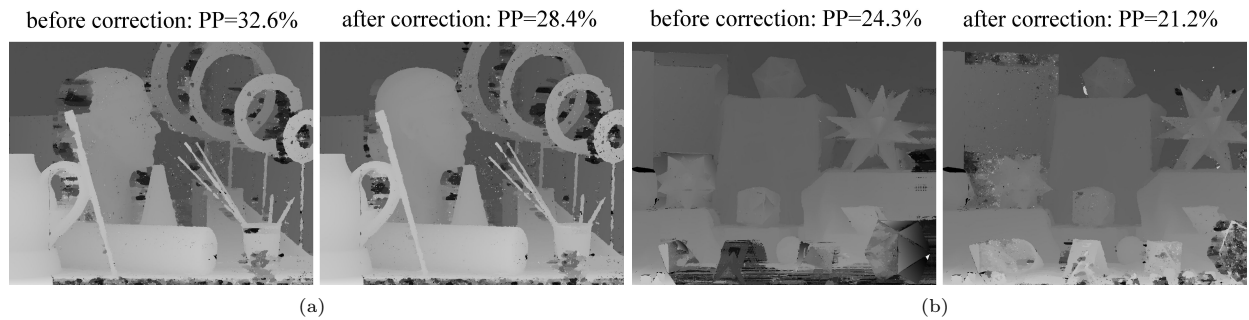 before correction: PP=32.6%
after correction: PP=28.4%
before correction: PP=24.3%
after correction: PP=21.2%
(a)
(b)